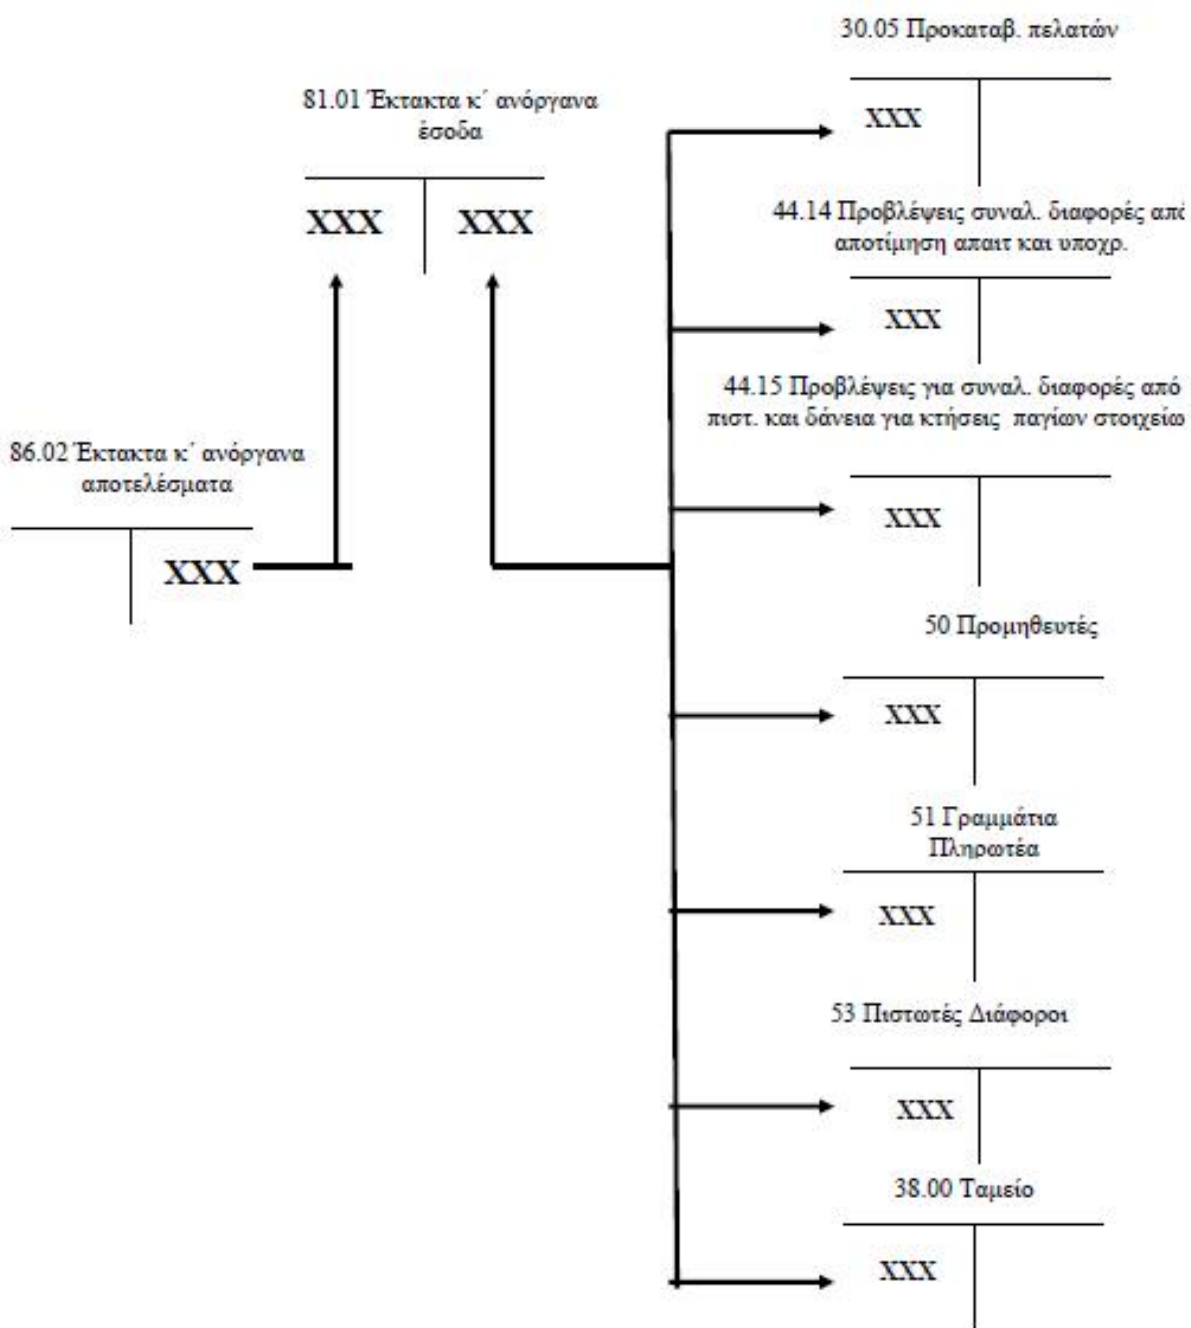 30.05 Προκαταβ. πελατών
81.01 Έκτακτα κ΄ ανόργανα
έσοδα
XXX
XXX XXX
44.14 Προβλέψεις συναλ. διαφορές από
αποτίμηση απαιτ και υποχρ.
XXX
44.15 Προβλέψεις για συναλ. διαφορές από
πιστ. και δάνεια για κτήσεις παγίων στοιχείω
86.02 Έκτακτα κ΄ ανόργανα
αποτελέσματα
XXX
XXX
50 Προμηθευτές
XXX
51 Γραμμάτια
Πληρωτέα
XXX
53 Πιστωτές Διάφοροι
XXX
38.00 Ταμείο
XXX